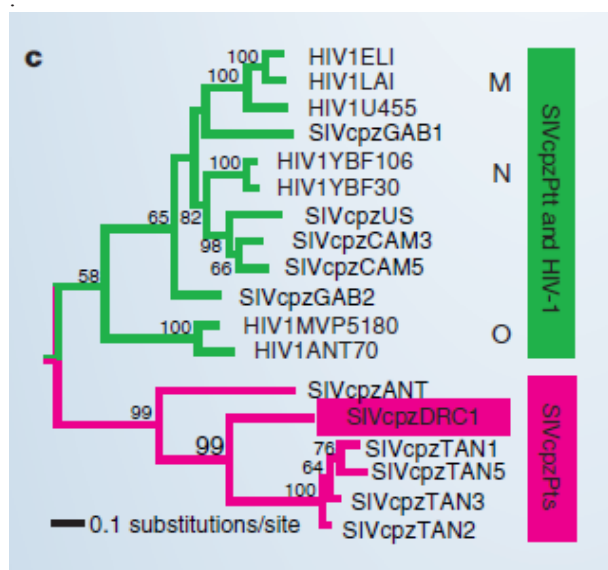 c
100
HIV1ELI
100
HIV1LAI
M
HIV1U455
SIVcpzGAB1
100
HIV1YBF106
N
HIV1YBF30
65
82
SIVcpzUS
98
SIVcpzCAM3
66
SIVcpzCAM5
58
SIVcpzGAB2
100
HIV1MVP5180
O
HIV1ANT70
SIVcpzPtt and HIV-1
SIVcpzANT
99
SIVcpzDRC1
99
76
SIVcpzTAN1
64
SIVcpzTAN5
100
SIVcpzTAN3
0.1 substitutions/site
SIVcpzTAN2
SIVcpzPts